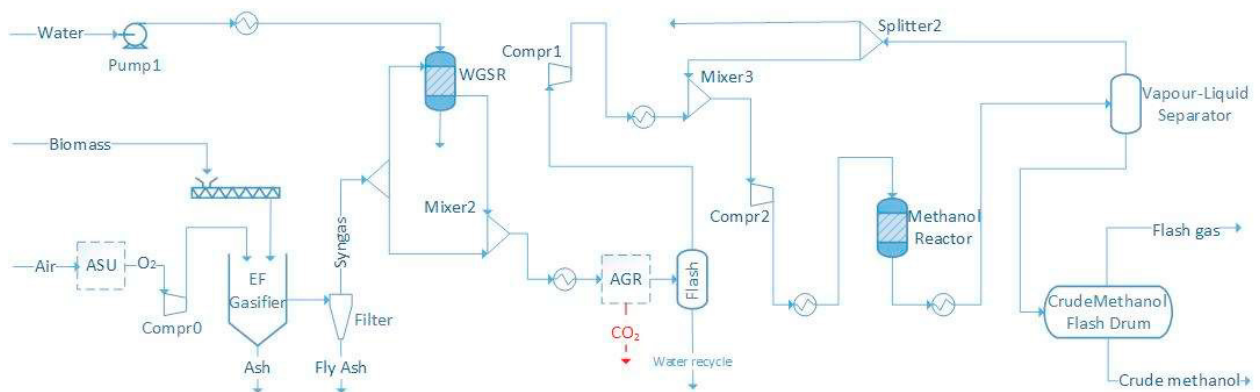 Water
Pump1
WGSR
Compr1
Splitter2
Mixer3
Vapour-Liquid
Separator
Biomass
Mixer2
Compr2
Methanol
Reactor
Syngas
Air
ASU
O₂
Compr0
EF
Gasifier
Filter
Ash
Fly Ash
AGR
CO₂
Flash
Water recycle
Flash gas
CrudeMethanol
Flash Drum
Crude methanol